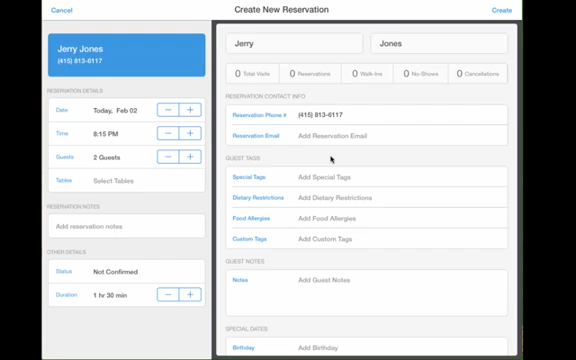 Cancel
Create New Reservation
Create
Jerry Jones
(415) 813-6117
RESERVATION DETAILS
Date Today, Feb 02
Time 8:15 PM
Guests 2 Guests
Tables Select Tables
RESERVATION NOTES
Add reservation notes
OTHER DETAILS
Status Not Confirmed
Duration 1 hr 30 min
Jerry
Jones
0 Total Visits
0 Reservations
0 Walk-Ins
0 No-Shows
0 Cancellations
RESERVATION CONTACT INFO
Reservation Phone # (415) 813-6117
Reservation Email Add Reservation Email
GUEST TAGS
Special Tags Add Special Tags
Dietary Restrictions Add Dietary Restrictions
Food Allergies Add Food Allergies
Custom Tags Add Custom Tags
GUEST NOTES
Notes Add Guest Notes
SPECIAL DATES
Birthday Add Birthday